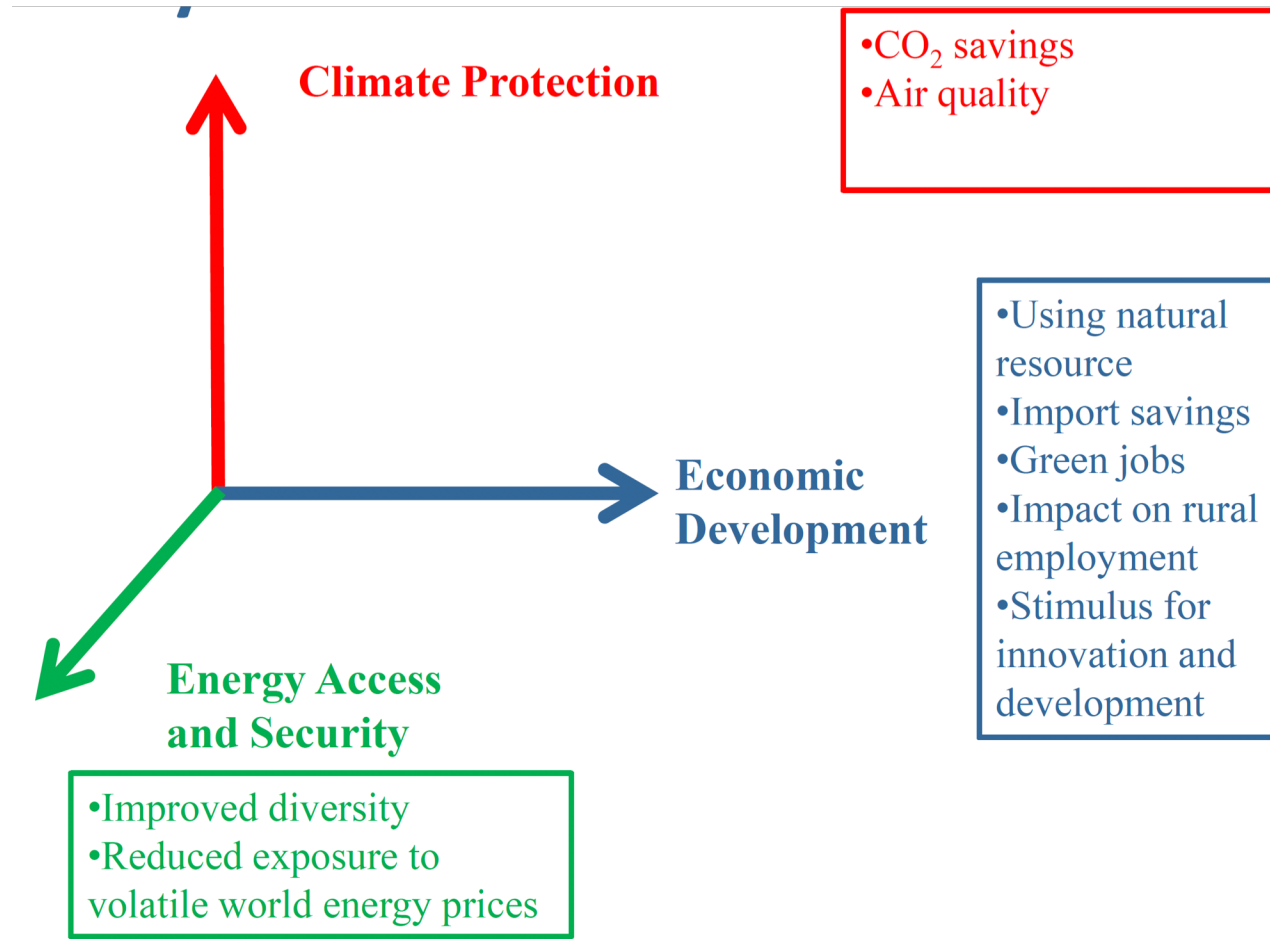 Climate Protection
•CO₂ savings
•Air quality
Economic
Development
•Using natural
resource
•Import savings
•Green jobs
•Impact on rural
employment
•Stimulus for
innovation and
development
Energy Access
and Security
•Improved diversity
•Reduced exposure to
volatile world energy prices